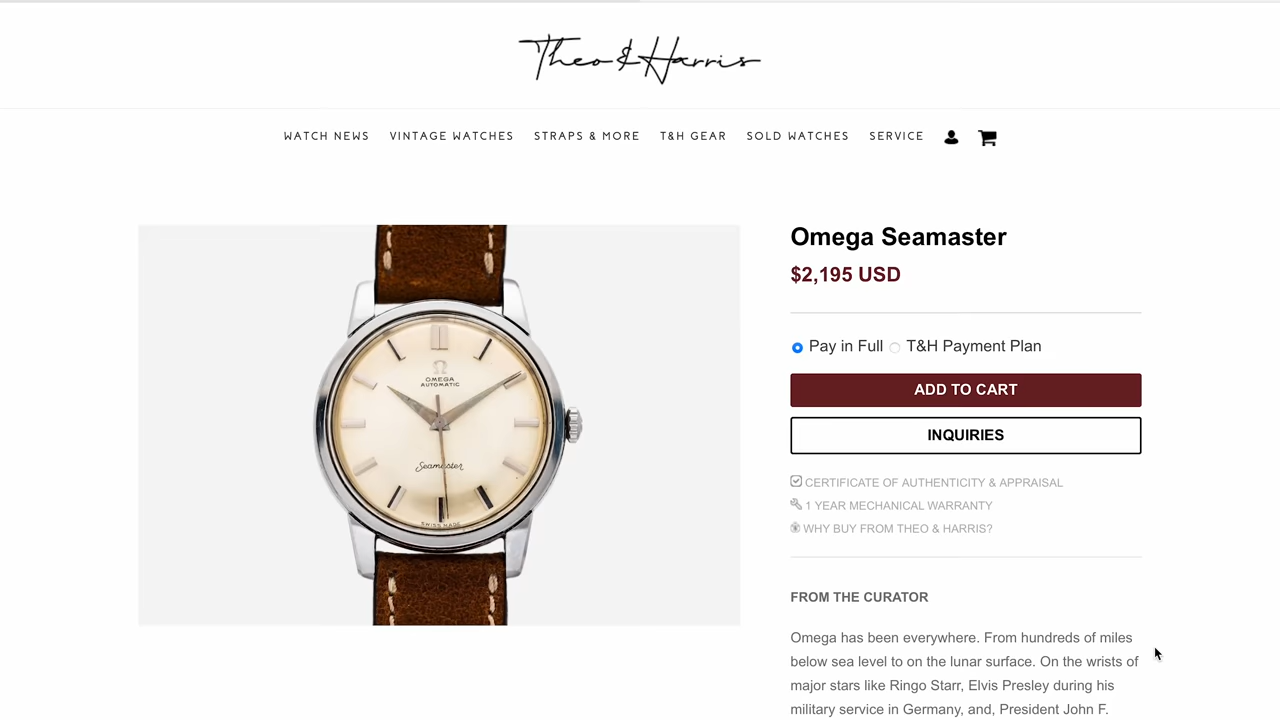 Theo & Harris
WATCH NEWS VINTAGE WATCHES STRAPS & MORE T&H GEAR SOLD WATCHES SERVICE
Omega Seamaster
$2,195 USD
Pay in Full T&H Payment Plan
ADD TO CART
INQUIRIES
CERTIFICATE OF AUTHENTICITY & APPRAISAL
1 YEAR MECHANICAL WARRANTY
WHY BUY FROM THEO & HARRIS?
FROM THE CURATOR
Omega has been everywhere. From hundreds of miles
below sea level to on the lunar surface. On the wrists of
major stars like Ringo Starr, Elvis Presley during his
military service in Germany, and, President John F.
OMEGA
AUTOMATIC
Seamaster
SWISS MADE